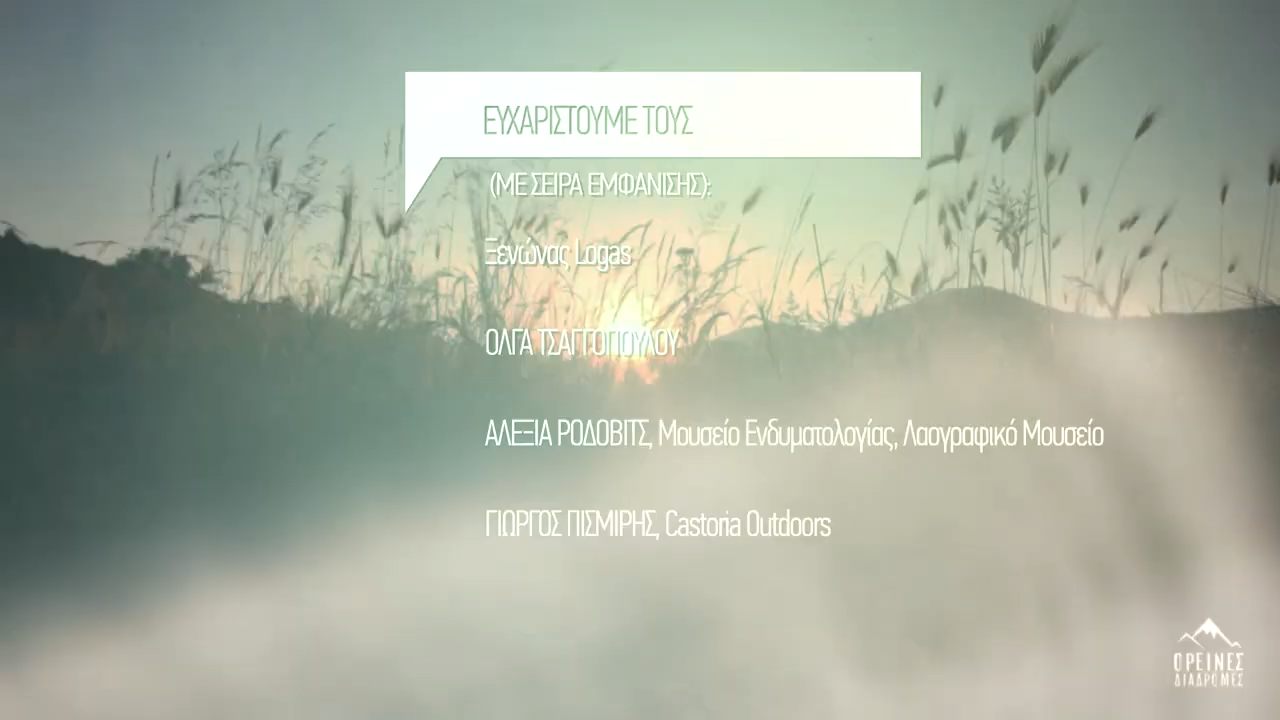 ΕΥΧΑΡΙΣΤΟΥΜΕ ΤΟΥΣ
(ΜΕ ΣΕΙΡΑ ΕΜΦΑΝΙΣΗΣ):
Ξενώνας Logas
ΟΛΓΑ ΤΣΑΓΓΟΠΟΥΛΟΥ
ΑΛΕΞΙΑ ΡΟΔΟΒΙΤΣ, Μουσείο Ενδυματολογίας, Λαογραφικό Μουσείο
ΓΙΩΡΓΟΣ ΠΙΣΜΙΡΗΣ, Castoria Outdoors
ΟΡΕΙΝΕΣ
ΔΙΑΔΡΟΜΕΣ